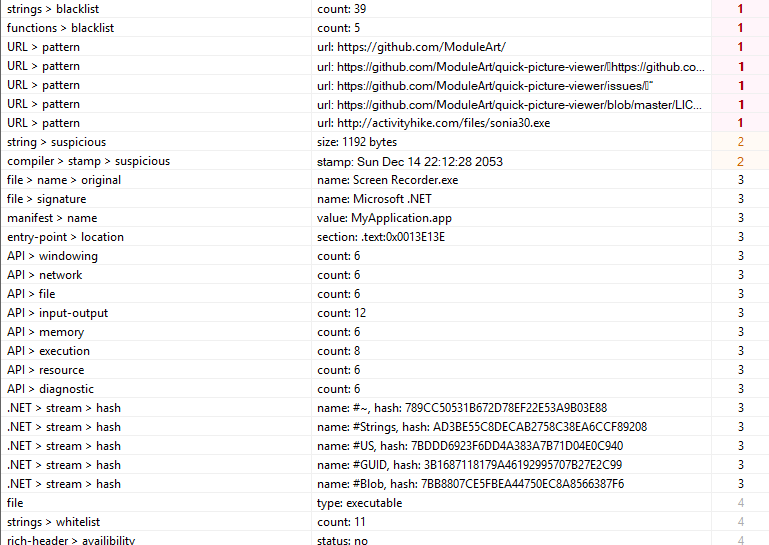 strings > blacklist count: 39 1
functions > blacklist count: 5 1
URL > pattern url: https://github.com/ModuleArt/ 1
URL > pattern url: https://github.com/ModuleArt/quick-picture-viewer/▯https://github.co... 1
URL > pattern url: https://github.com/ModuleArt/quick-picture-viewer/issues/▯" 1
URL > pattern url: https://github.com/ModuleArt/quick-picture-viewer/blob/master/LIC... 1
URL > pattern url: http://activityhike.com/files/sonia30.exe 1
string > suspicious size: 1192 bytes 2
compiler > stamp > suspicious stamp: Sun Dec 14 22:12:28 2053 2
file > name > original name: Screen Recorder.exe 3
file > signature name: Microsoft .NET 3
manifest > name value: MyApplication.app 3
entry-point > location section: .text:0x0013E13E 3
API > windowing count: 6 3
API > network count: 6 3
API > file count: 6 3
API > input-output count: 12 3
API > memory count: 6 3
API > execution count: 8 3
API > resource count: 6 3
API > diagnostic count: 6 3
.NET > stream > hash name: #~, hash: 789CC50531B672D78EF22E53A9B03E88 3
.NET > stream > hash name: #Strings, hash: AD3BE55C8DECAB2758C38EA6CCF89208 3
.NET > stream > hash name: #US, hash: 7BDDD6923F6DD4A383A7B71D04E0C940 3
.NET > stream > hash name: #GUID, hash: 3B1687118179A46192995707B27E2C99 3
.NET > stream > hash name: #Blob, hash: 7BB8807CE5FBEA44750EC8A8566387F6 3
file type: executable 4
strings > whitelist count: 11 4
rich-header > availibility status: no 4